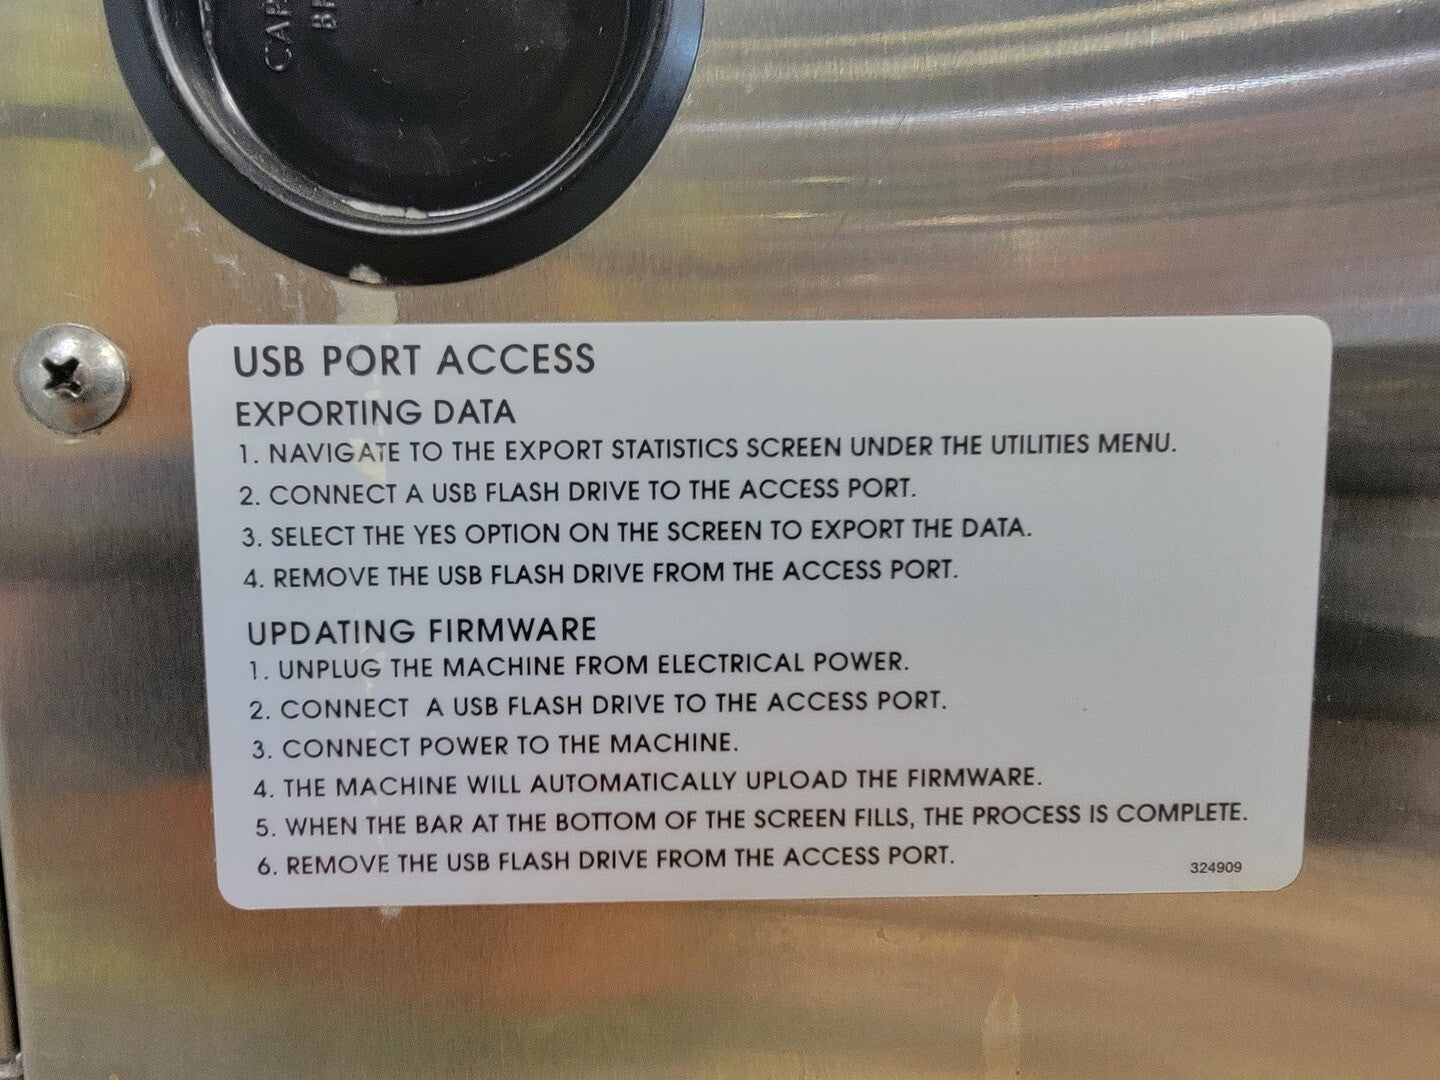 USB PORT ACCESS
EXPORTING DATA
1. NAVIGATE TO THE EXPORT STATISTICS SCREEN UNDER THE UTILITIES MENU.
2. CONNECT A USB FLASH DRIVE TO THE ACCESS PORT.
3. SELECT THE YES OPTION ON THE SCREEN TO EXPORT THE DATA.
4. REMOVE THE USB FLASH DRIVE FROM THE ACCESS PORT.
UPDATING FIRMWARE
1. UNPLUG THE MACHINE FROM ELECTRICAL POWER.
2. CONNECT A USB FLASH DRIVE TO THE ACCESS PORT.
3. CONNECT POWER TO THE MACHINE.
4. THE MACHINE WILL AUTOMATICALLY UPLOAD THE FIRMWARE.
5. WHEN THE BAR AT THE BOTTOM OF THE SCREEN FILLS, THE PROCESS IS COMPLETE.
6. REMOVE THE USB FLASH DRIVE FROM THE ACCESS PORT.
324909